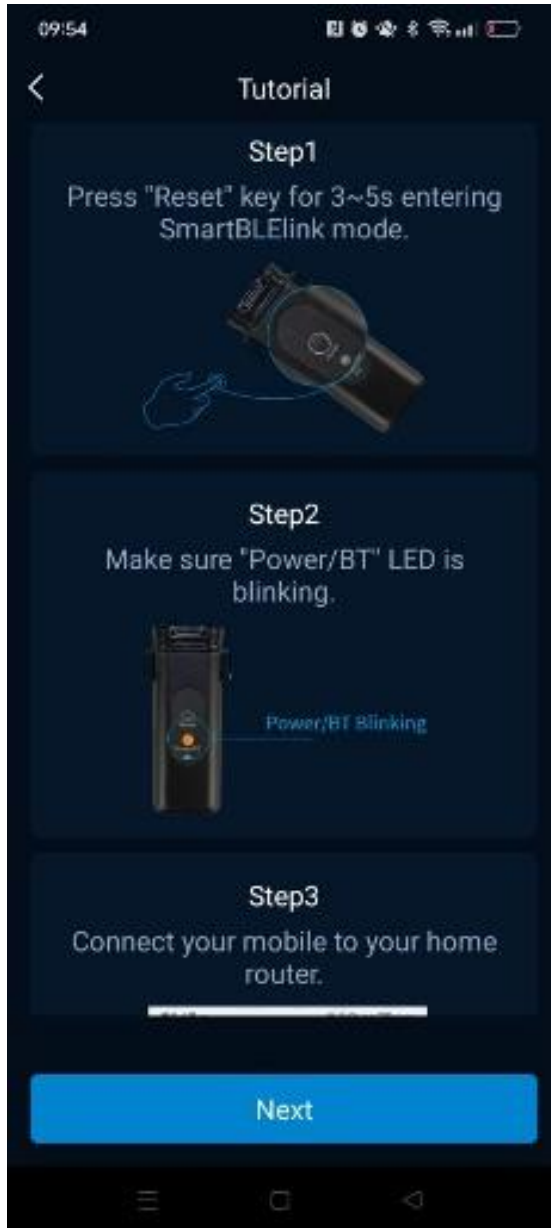 09:54
Tutorial
Step1
Press "Reset" key for 3~5s entering
SmartBLElink mode.
Step2
Make sure "Power/BT" LED is
blinking.
Power/BT Blinking
Step3
Connect your mobile to your home
router.
Next